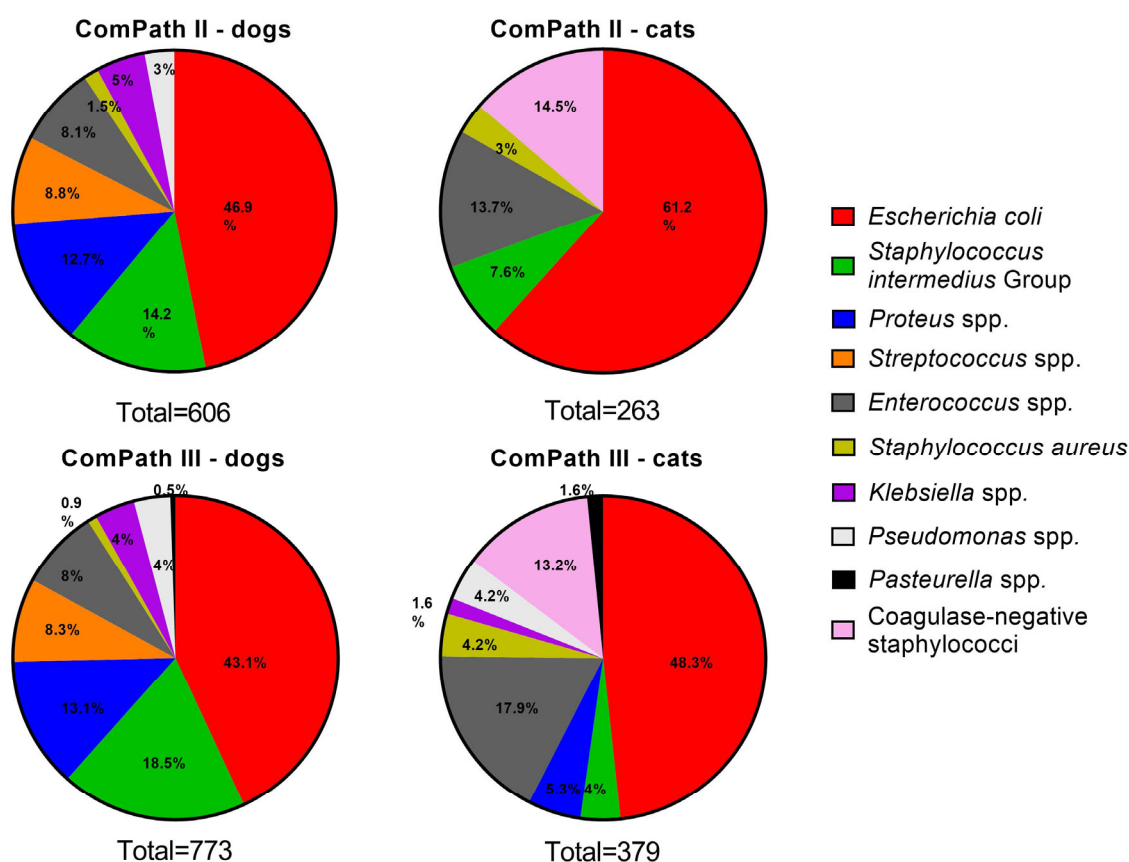 ComPath II - dogs
3%
5%
1.5%
8.1%
8.8%
12.7%
14.2
%
46.9
%
Total=606
ComPath II - cats
14.5%
3%
13.7%
7.6%
61.2
%
Total=263
ComPath III - dogs
0.5%
0.9
%
4%
4%
8%
8.3%
13.1%
18.5%
43.1%
Total=773
ComPath III - cats
1.6%
13.2%
4.2%
1.6
%
4.2%
17.9%
5.3%
4%
48.3%
Total=379
Escherichia coli
Staphylococcus
intermedius Group
Proteus spp.
Streptococcus spp.
Enterococcus spp.
Staphylococcus aureus
Klebsiella spp.
Pseudomonas spp.
Pasteurella spp.
Coagulase-negative
staphylococci